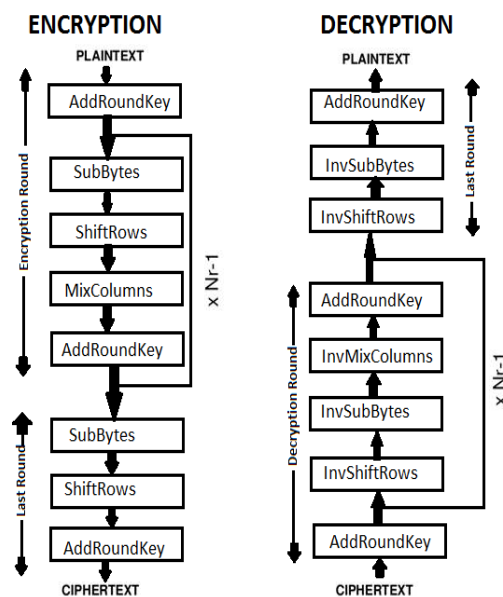 ENCRYPTION
PLAINTEXT
AddRoundKey
SubBytes
ShiftRows
MixColumns
AddRoundKey
Encryption Round
x Nr-1
SubBytes
ShiftRows
AddRoundKey
Last Round
CIPHERTEXT
DECRYPTION
PLAINTEXT
AddRoundKey
InvSubBytes
InvShiftRows
Last Round
AddRoundKey
InvMixColumns
InvSubBytes
InvShiftRows
Decryption Round
x Nr-1
AddRoundKey
CIPHERTEXT